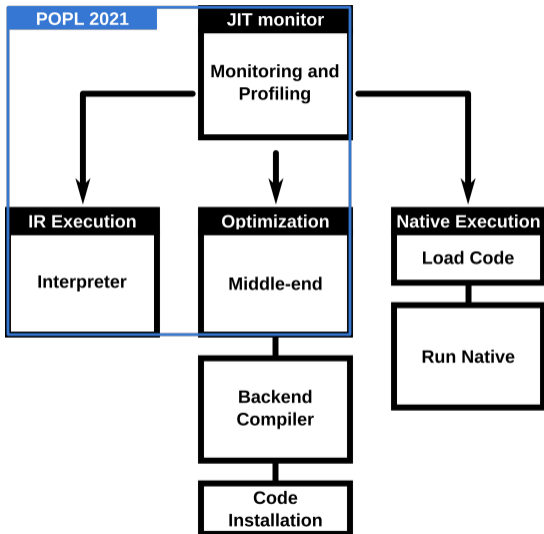 POPL 2021
JIT monitor
Monitoring and
Profiling
IR Execution
Interpreter
Optimization
Middle-end
Backend
Compiler
Code
Installation
Native Execution
Load Code
Run Native